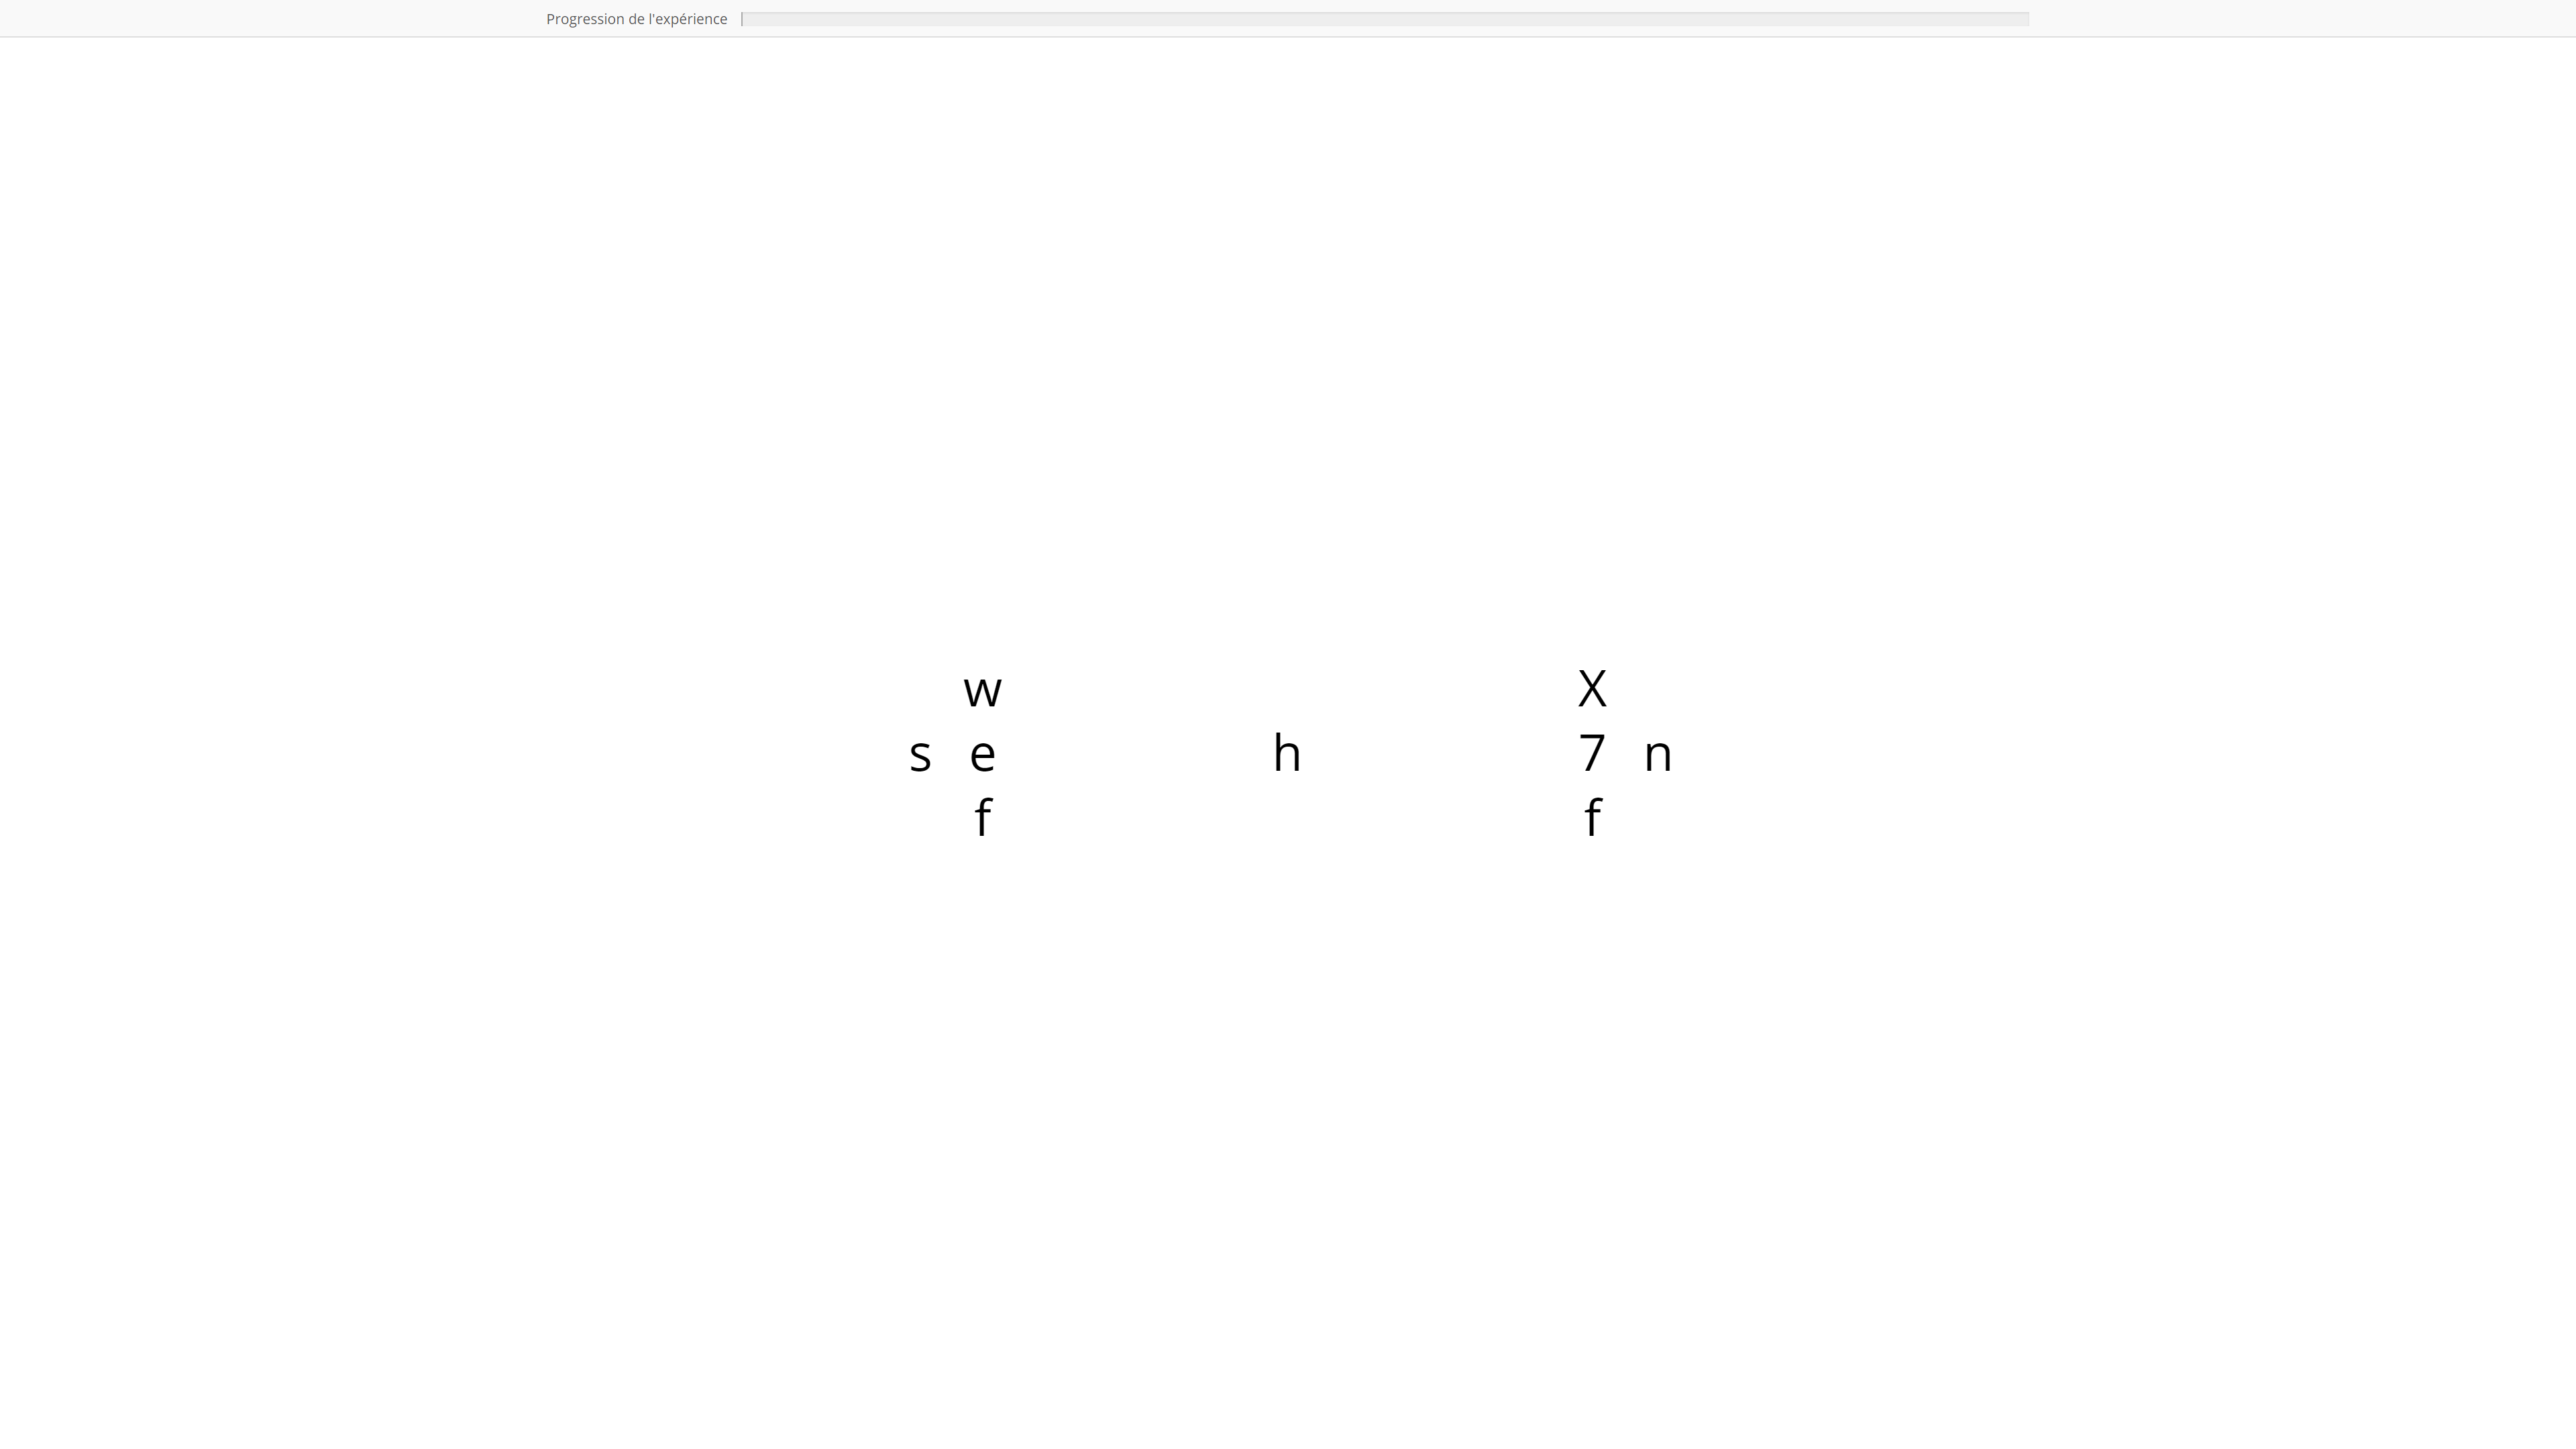 Progression de l'expérience
w X
s e h 7 n
f f